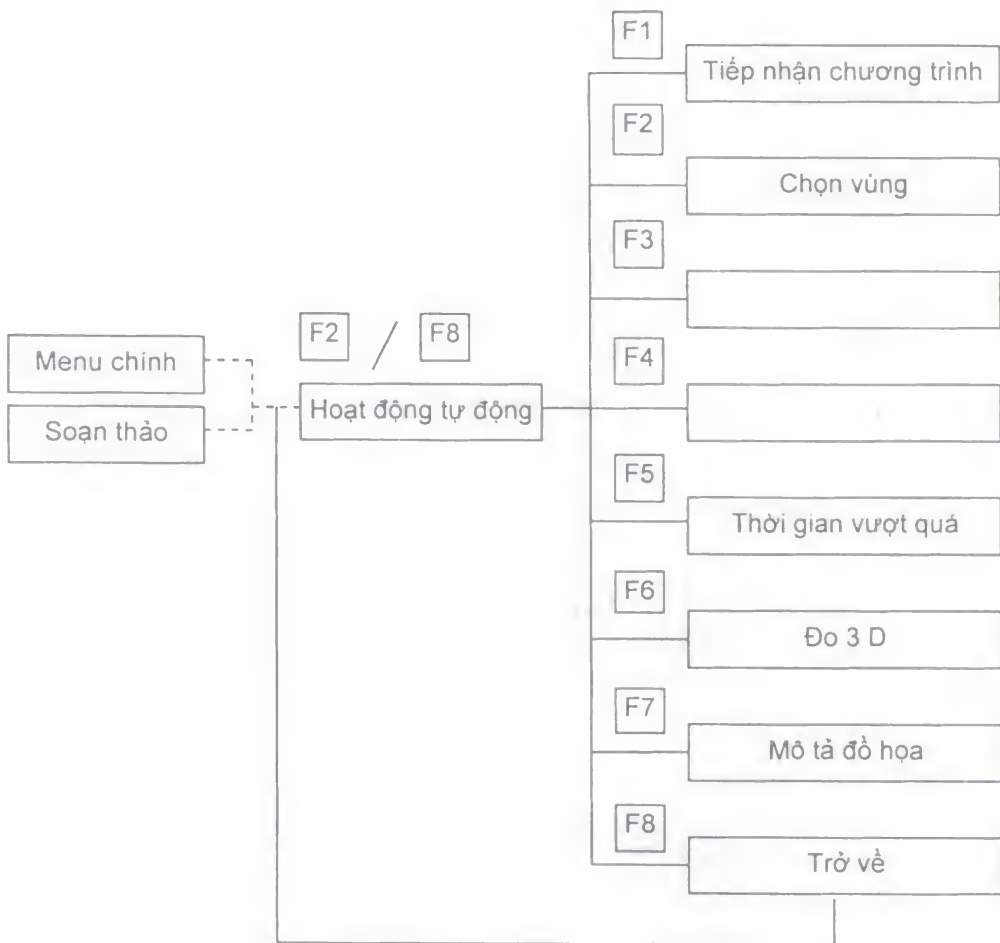 F1
Tiếp nhận chương trình
F2
Chọn vùng
F3
F2 / F8
Menu chính
F4
Hoạt động tự động
Soạn thảo
F5
Thời gian vượt quá
F6
Đo 3 D
F7
Mô tả đồ họa
F8
Trở về